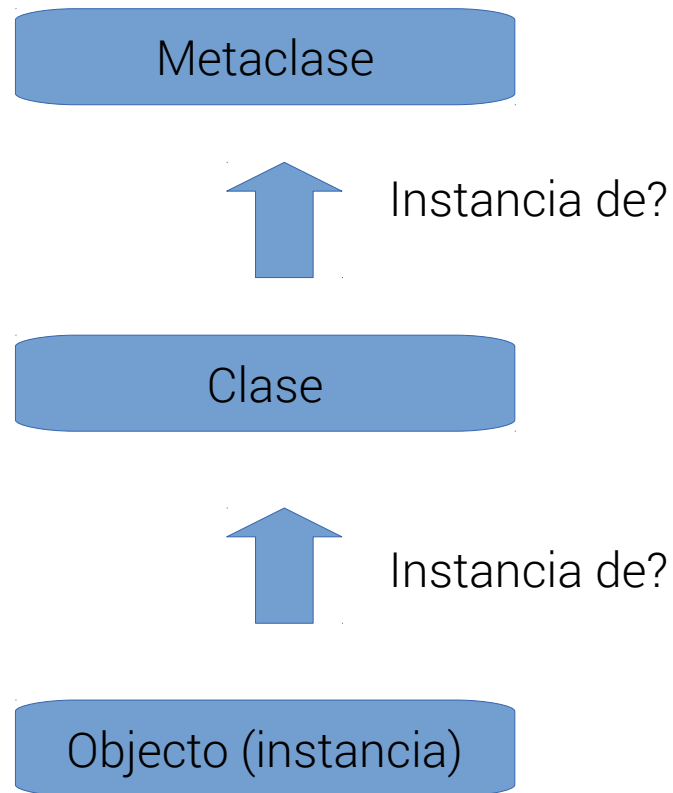 Metaclase
Instancia de?
Clase
Instancia de?
Objecto (instancia)